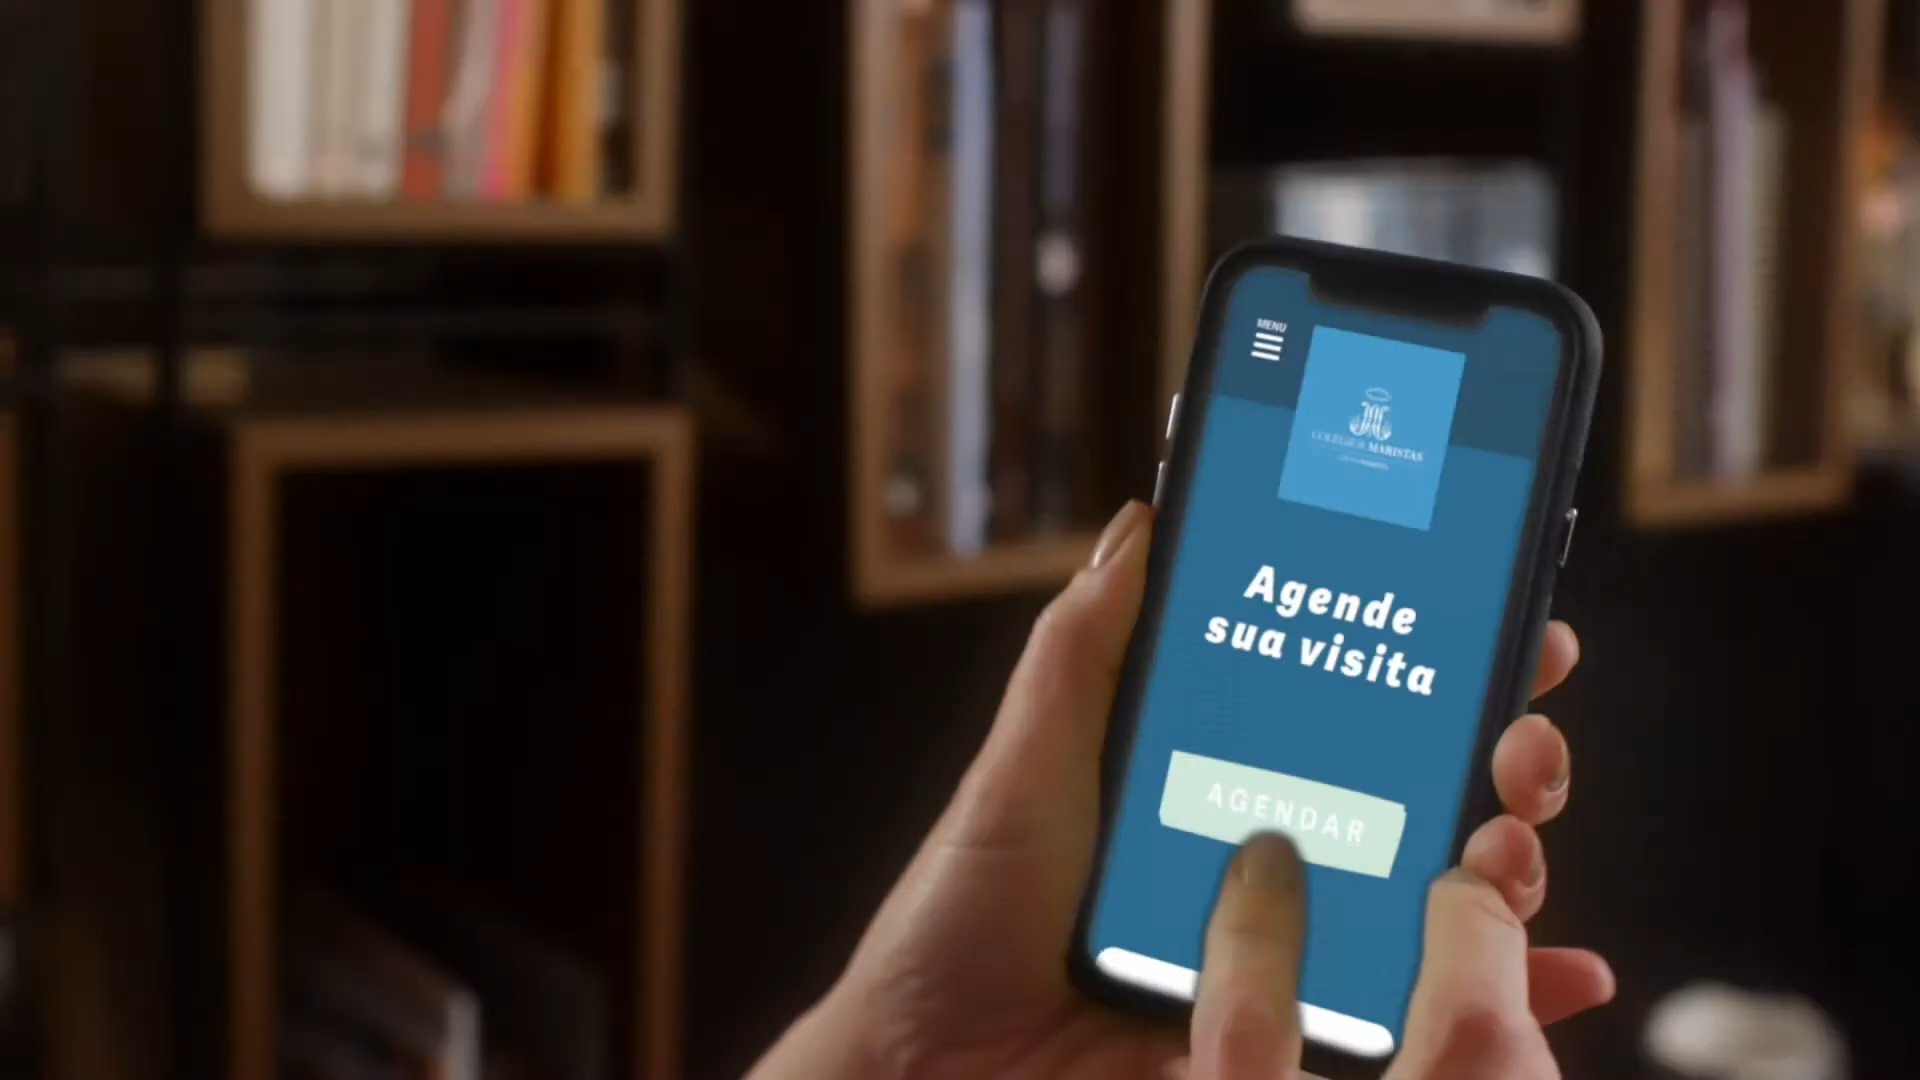 MENU
COLÉGIOS MARISTAS
Agende
sua visita
AGENDAR